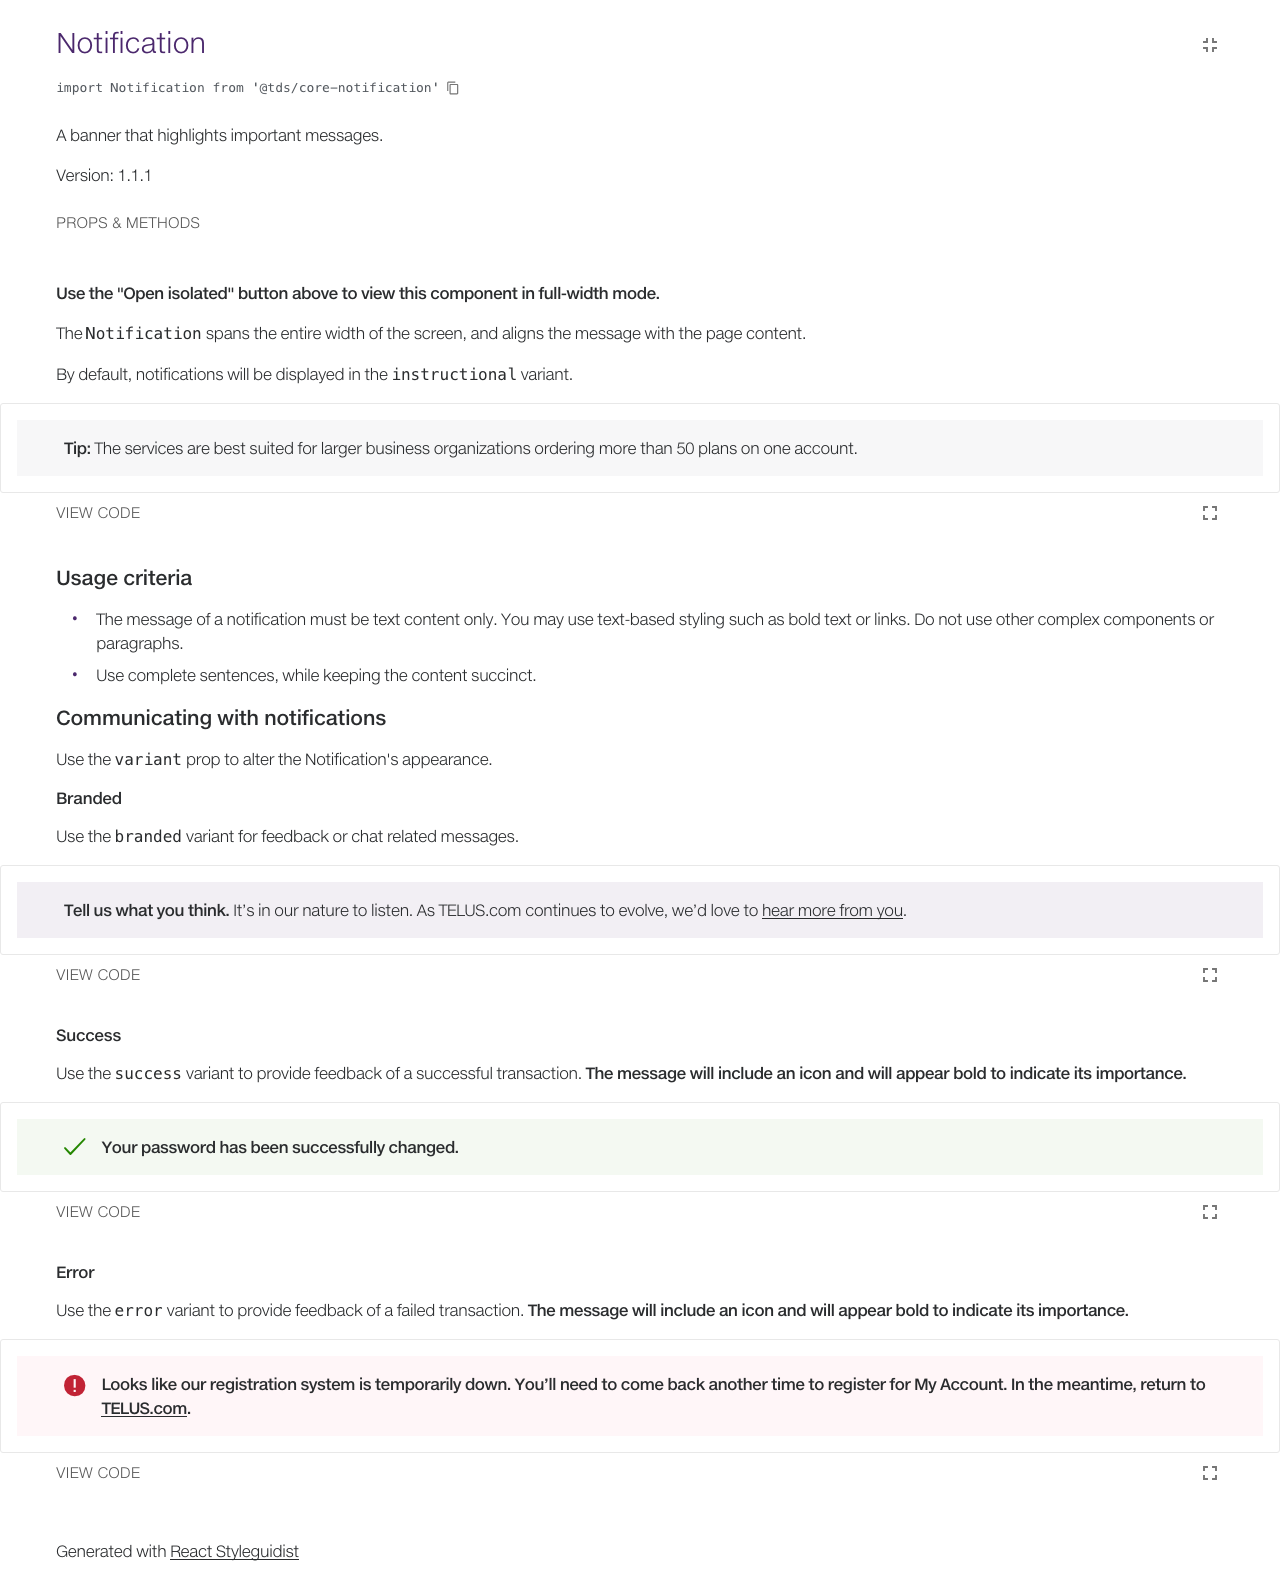 Notification
import Notification from '@tds/core-notification'
A banner that highlights important messages.
Version: 1.1.1
PROPS & METHODS
Use the "Open isolated" button above to view this component in full-width mode.
The Notification spans the entire width of the screen, and aligns the message with the page content.
By default, notifications will be displayed in the instructional variant.
Tip: The services are best suited for larger business organizations ordering more than 50 plans on one account.
VIEW CODE
Usage criteria
• The message of a notification must be text content only. You may use text-based styling such as bold text or links. Do not use other complex components or
paragraphs.
• Use complete sentences, while keeping the content succinct.
Communicating with notifications
Use the variant prop to alter the Notification's appearance.
Branded
Use the branded variant for feedback or chat related messages.
Tell us what you think. It’s in our nature to listen. As TELUS.com continues to evolve, we’d love to hear more from you.
VIEW CODE
Success
Use the success variant to provide feedback of a successful transaction. The message will include an icon and will appear bold to indicate its importance.
Your password has been successfully changed.
VIEW CODE
Error
Use the error variant to provide feedback of a failed transaction. The message will include an icon and will appear bold to indicate its importance.
Looks like our registration system is temporarily down. You’ll need to come back another time to register for My Account. In the meantime, return to
TELUS.com.
VIEW CODE
Generated with React Styleguidist